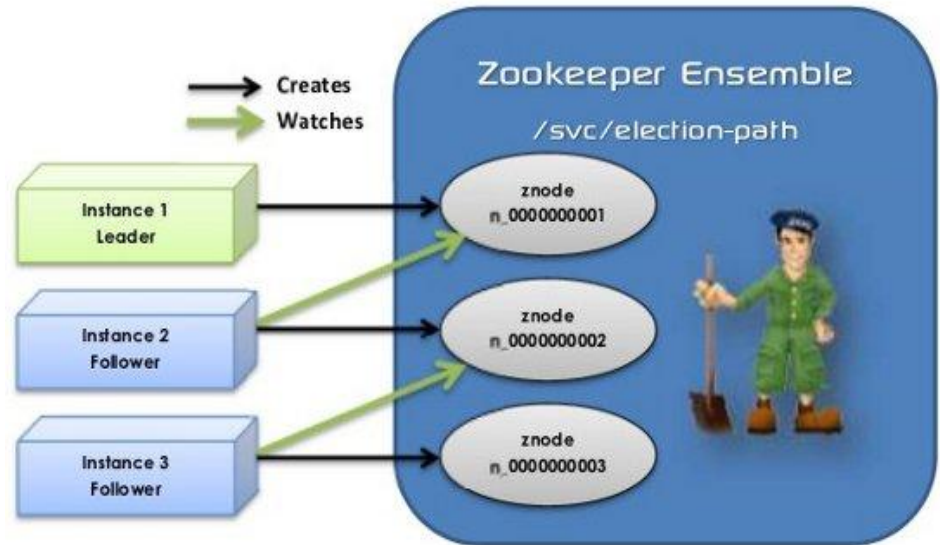 Zookeeper Ensemble
/svc/election-path
Creates
Watches
Instance 1
Leader
Instance 2
Follower
Instance 3
Follower
znode
n_0000000001
znode
n_0000000002
znode
n_0000000003